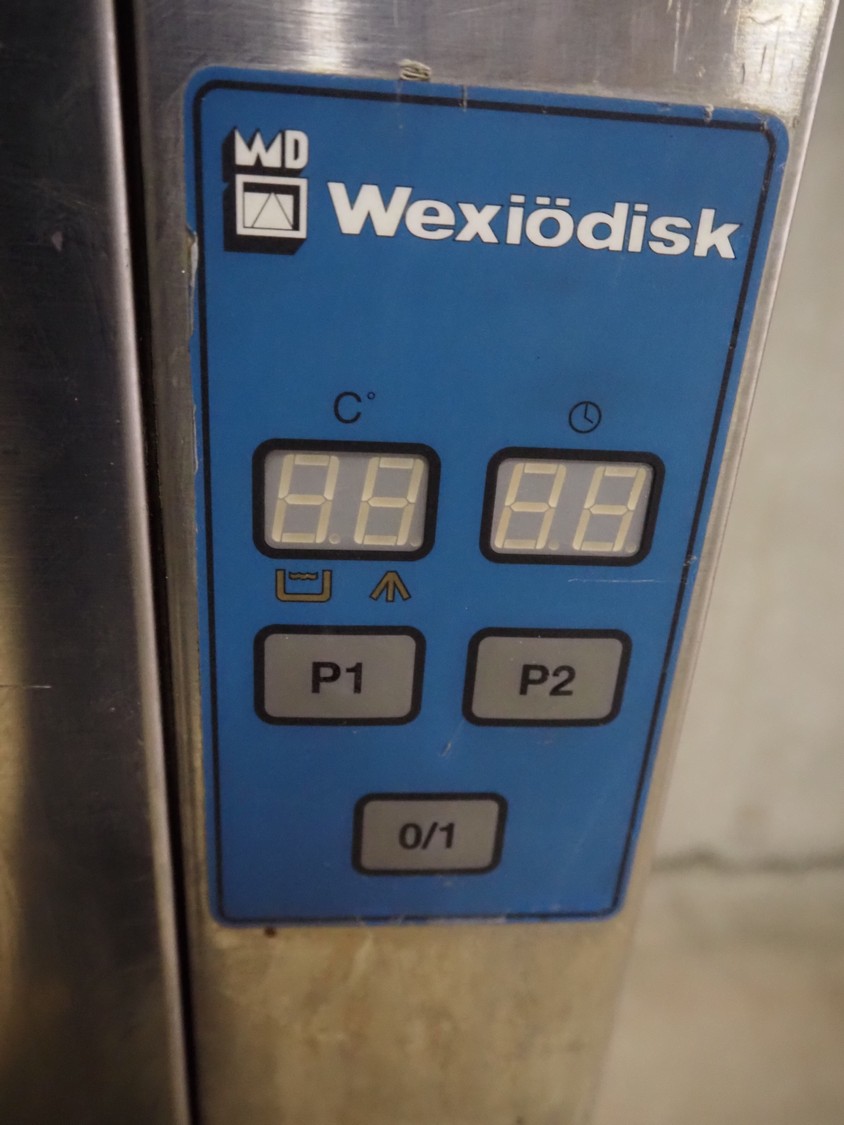 WD
Wexiödisk
C°
P1 P2
0/1